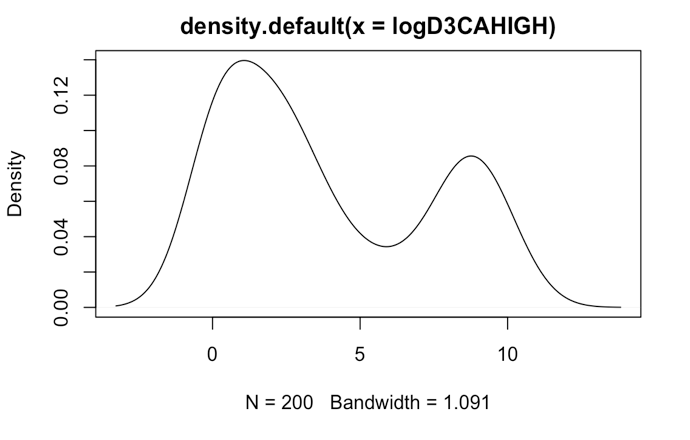 density.default(x = logD3CAHIGH)
Density
0.12
0.08
0.04
0.00
0 5 10
N = 200 Bandwidth = 1.091